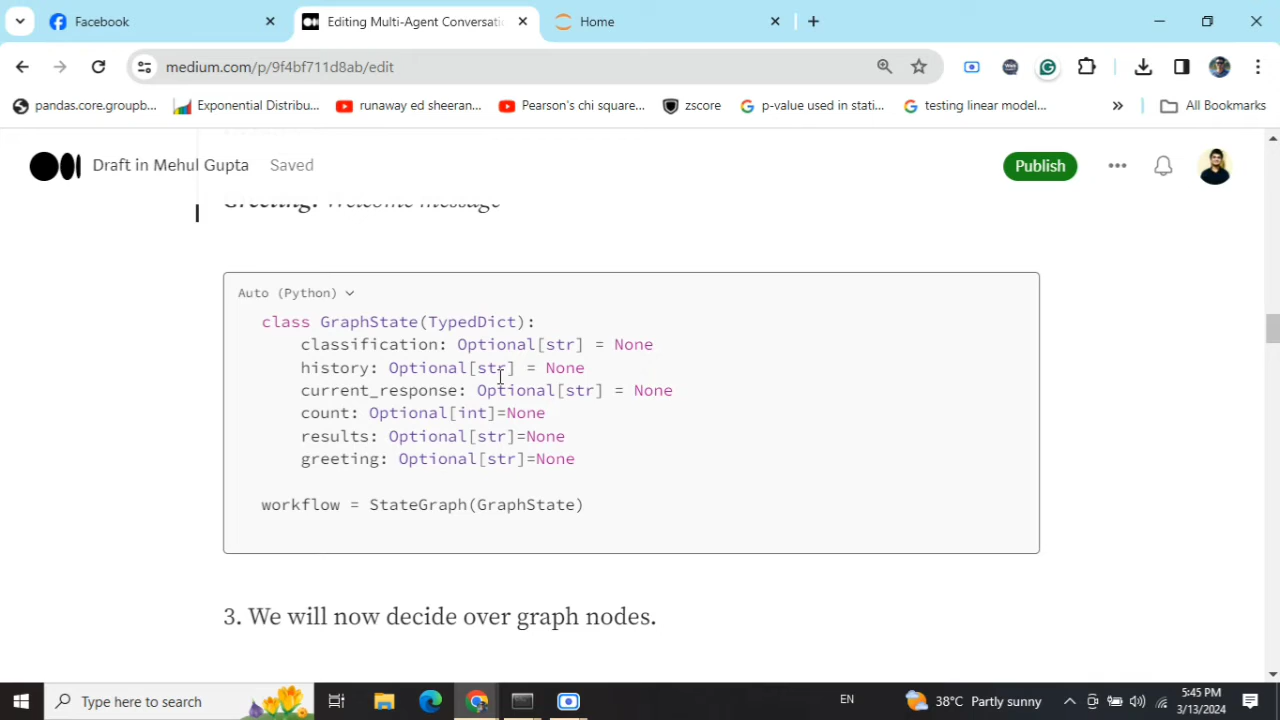 Facebook
Editing Multi-Agent Conversatio
Home
medium.com/p/9f4bf711d8ab/edit
pandas.core.groupb...
Exponential Distribu...
runaway ed sheeran...
Pearson's chi square...
zscore
p-value used in stati...
testing linear model...
»
All Bookmarks
Draft in Mehul Gupta
Saved
Publish
Greeting: Welcome message
Auto (Python)
class GraphState(TypedDict):
classification: Optional[str] = None
history: Optional[str] = None
current_response: Optional[str] = None
count: Optional[int]=None
results: Optional[str]=None
greeting: Optional[str]=None
workflow = StateGraph(GraphState)
3. We will now decide over graph nodes.
Type here to search
EN
38°C Partly sunny
5:45 PM
3/13/2024